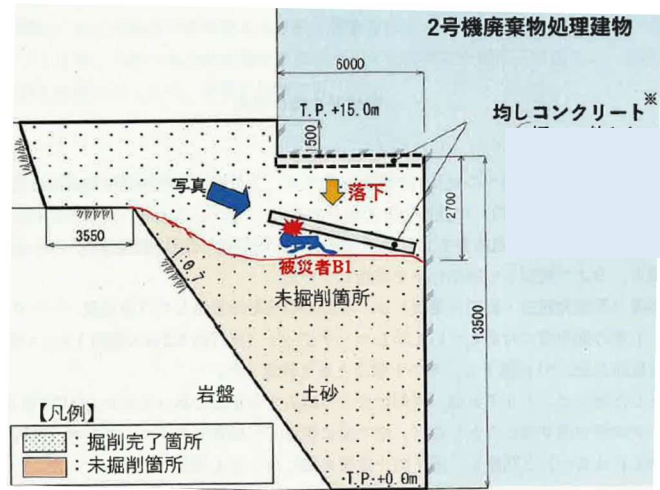 2号機廃棄物処理建物
6000
T.P.+15.0m
1500
均しコンクリート※
写真
落下
2700
3550
被災者B1
1:0.7
未掘削箇所
13500
岩盤
土砂
【凡例】
掘削完了箇所
未掘削箇所
T.P.+0.0m